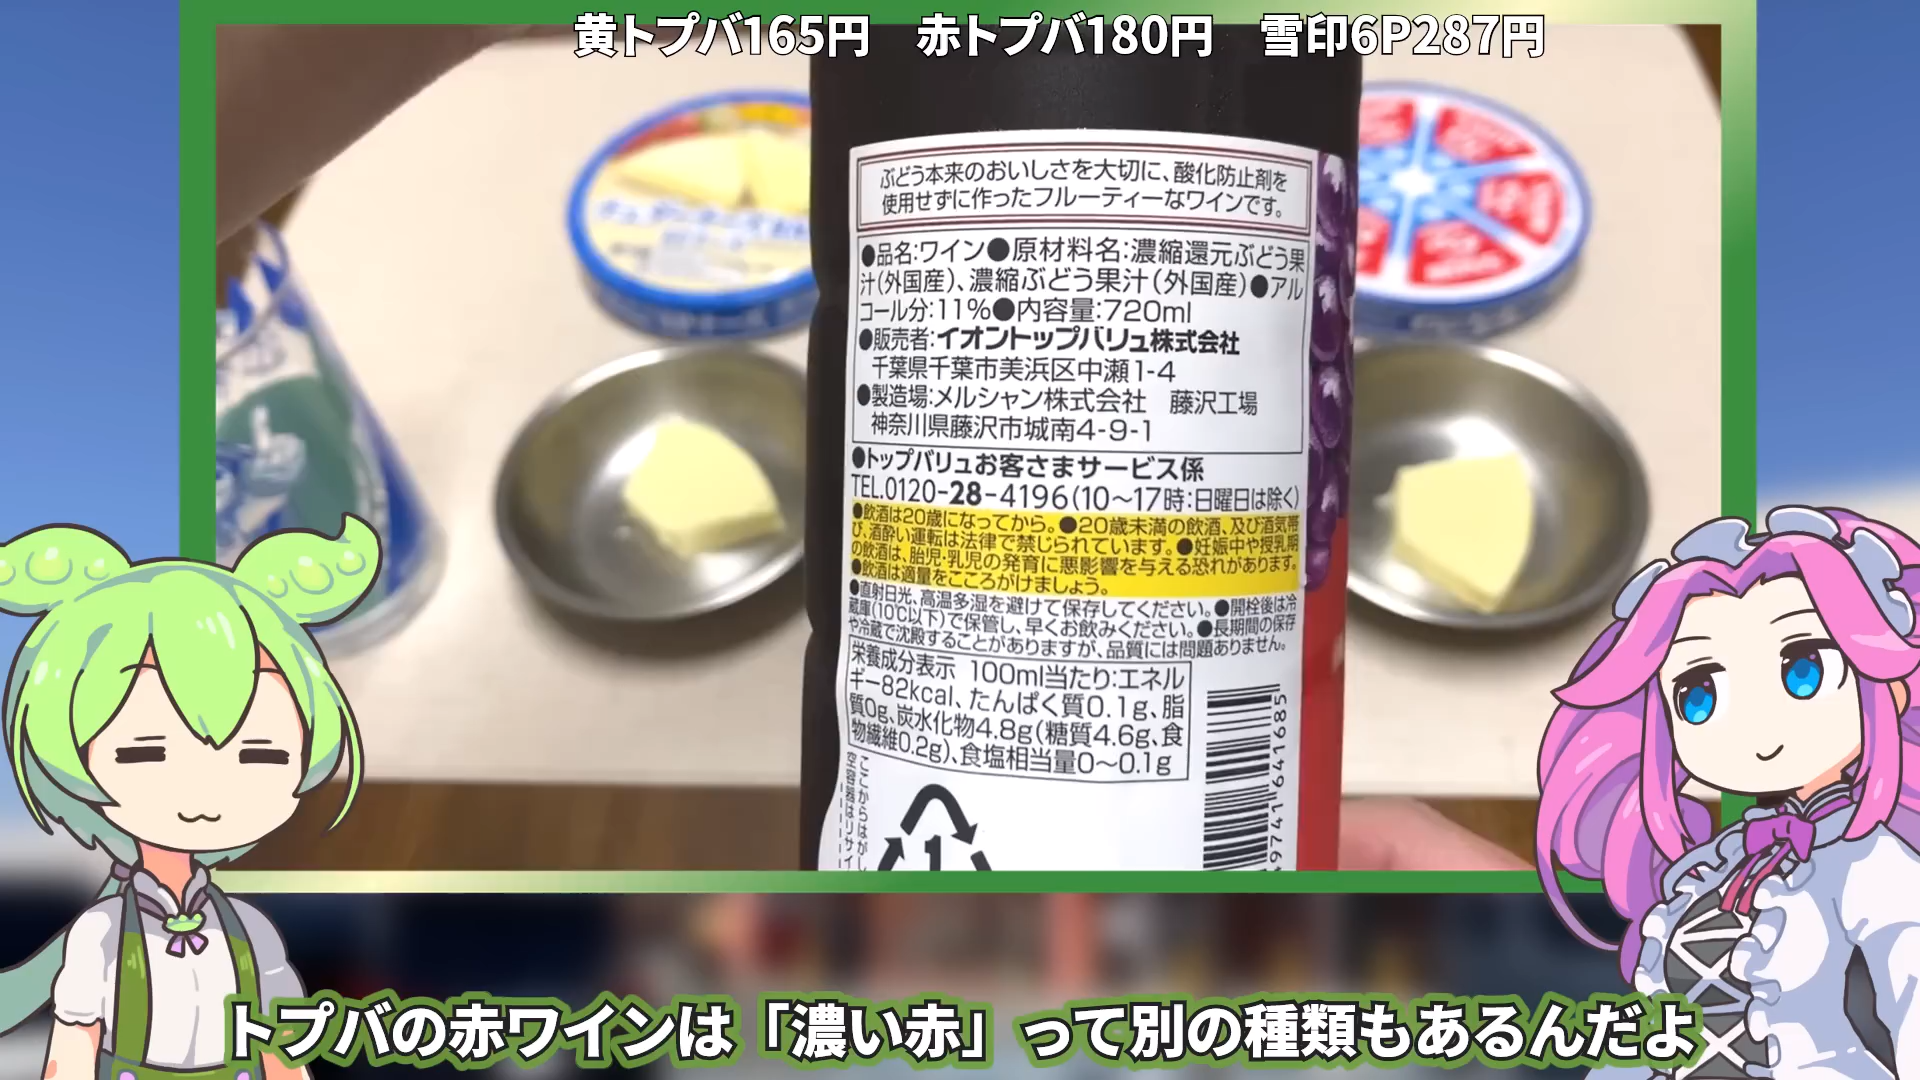 黄トプバ165円　赤トプバ180円　雪印6P287円
ぶどう本来のおいしさを大切に、酸化防止剤を
使用せずに作ったフルーティーなワインです。
●品名:ワイン●原材料名:濃縮還元ぶどう果
汁(外国産)、濃縮ぶどう果汁(外国産)●アル
コール分:11%●内容量:720ml
●販売者:イオントップバリュ株式会社
千葉県千葉市美浜区中瀬1-4
●製造場:メルシャン株式会社　藤沢工場
神奈川県藤沢市城南4-9-1
●トップバリュお客さまサービス係
TEL.0120-28-4196(10～17時:日曜日は除く)
●飲酒は20歳になってから。●20歳未満の飲酒、及び酒気帯
び、酒酔い運転は法律で禁じられています。●妊娠中や授乳期
の飲酒は、胎児・乳児の発育に悪影響を与える恐れがあります。
●飲酒は適量をこころがけましょう。
●直射日光、高温多湿を避けて保存してください。●開栓後は冷
蔵庫(10℃以下)で保管し、早くお飲みください。●長期間の保存
や冷蔵で沈殿することがありますが、品質には問題ありません。
栄養成分表示 100ml当たり:エネル
ギー82kcal、たんぱく質0.1g、脂
質0g、炭水化物4.8g(糖質4.6g、食
物繊維0.2g)、食塩相当量0～0.1g
ここからはがし
空容器はリサイ
1
トプバの赤ワインは「濃い赤」って別の種類もあるんだよ